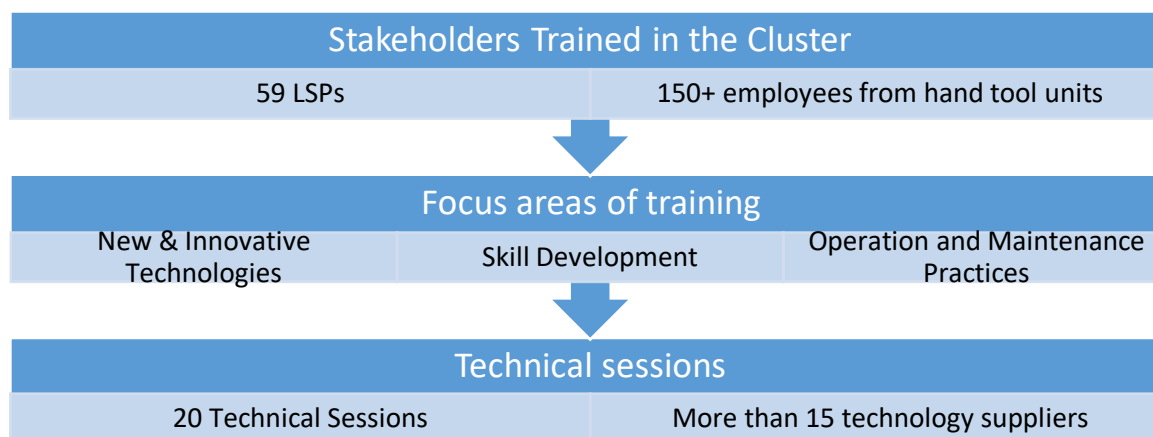 Stakeholders Trained in the Cluster
59 LSPs
150+ employees from hand tool units
Focus areas of training
New & Innovative
Technologies
Skill Development
Operation and Maintenance
Practices
Technical sessions
20 Technical Sessions
More than 15 technology suppliers